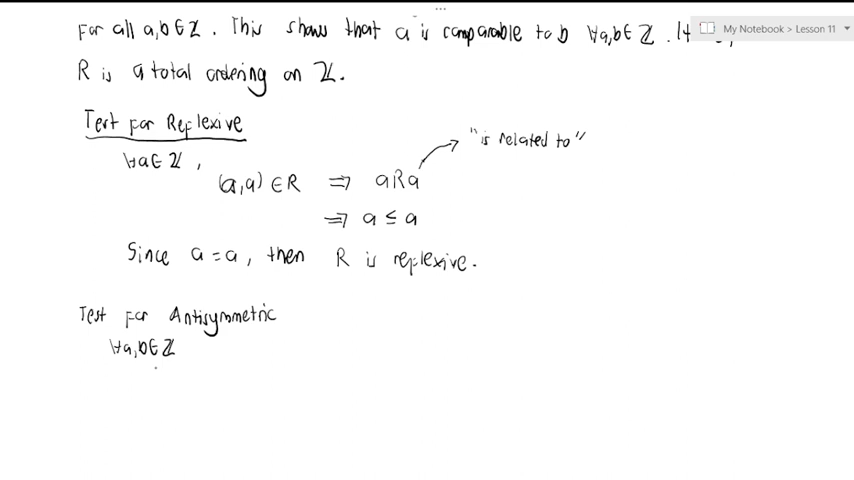 For all a,b ∈ ℤ. This shows that a is comparable to b ∀a,b ∈ ℤ.
My Notebook > Lesson 11
R is a total ordering on ℤ.
Test for Reflexive
"is related to"
∀a ∈ ℤ,
(a,a) ∈ R ⇒ aRa
⇒ a ≤ a
Since a = a, then R is reflexive.
Test for Antisymmetric
∀a,b ∈ ℤ